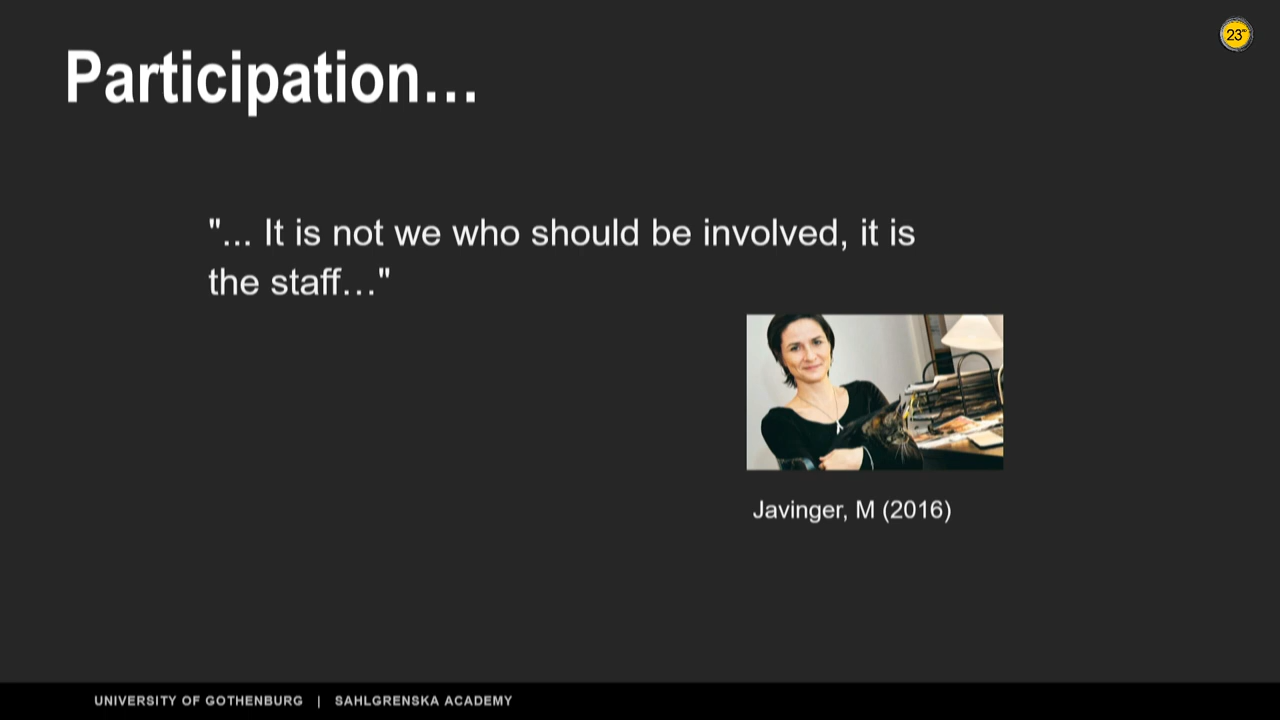 Participation…
"... It is not we who should be involved, it is
the staff…"
Javinger, M (2016)
UNIVERSITY OF GOTHENBURG | SAHLGRENSKA ACADEMY
23